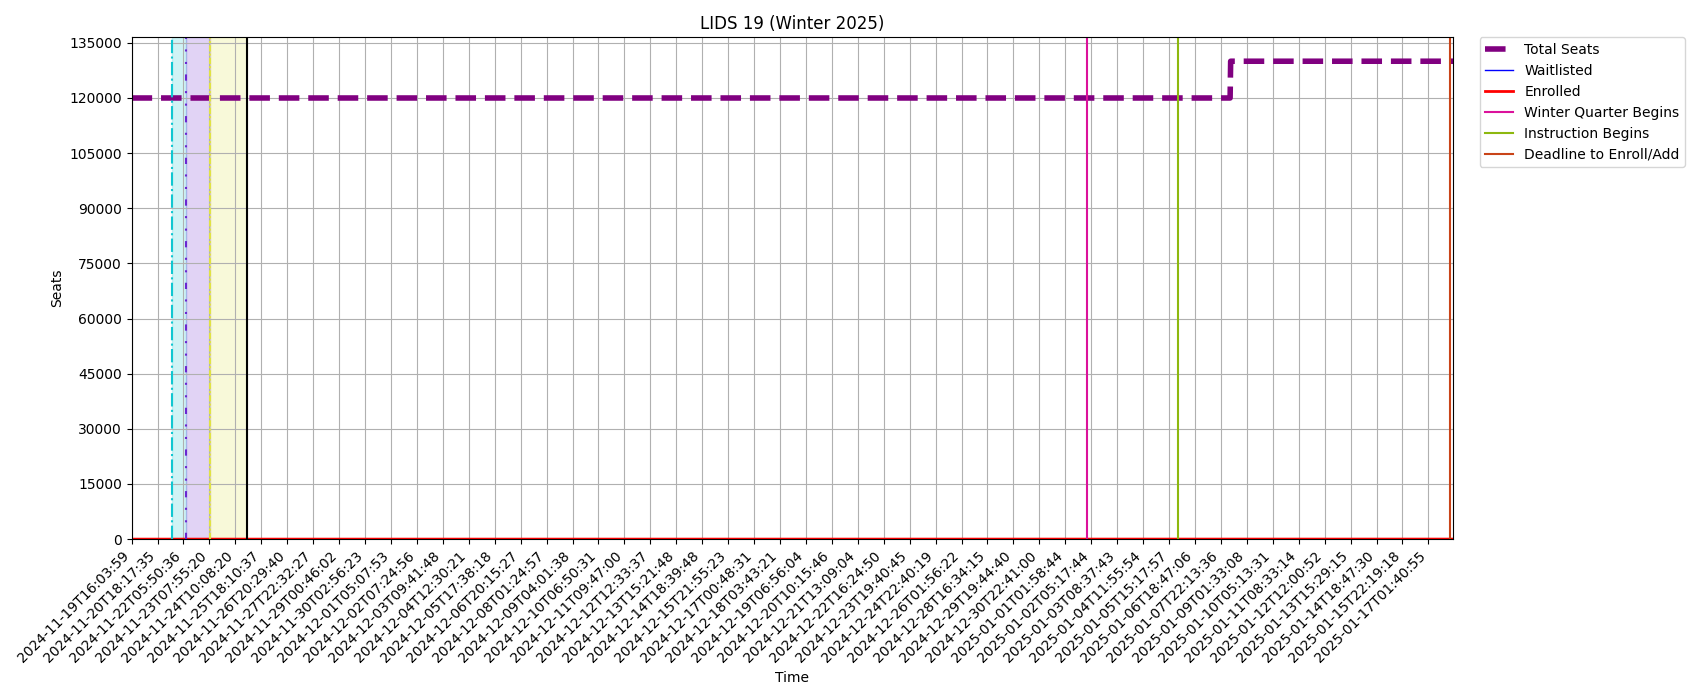 LIDS 19 (Winter 2025)
135000
120000
105000
90000
75000
60000
45000
30000
15000
0
Seats
Total Seats
Waitlisted
Enrolled
Winter Quarter Begins
Instruction Begins
Deadline to Enroll/Add
2024-11-19T16:03:59
2024-11-20T18:17:35
2024-11-22T05:50:36
2024-11-23T07:55:20
2024-11-24T10:08:20
2024-11-25T18:10:37
2024-11-26T20:29:40
2024-11-27T22:32:27
2024-11-29T00:46:02
2024-11-30T02:56:23
2024-12-01T05:07:53
2024-12-02T07:24:56
2024-12-03T09:41:48
2024-12-04T12:30:21
2024-12-05T17:38:18
2024-12-06T20:15:27
2024-12-08T01:24:57
2024-12-09T04:01:38
2024-12-10T06:50:31
2024-12-11T09:47:00
2024-12-12T12:33:37
2024-12-13T15:21:48
2024-12-14T18:39:48
2024-12-15T21:55:23
2024-12-17T00:48:31
2024-12-18T03:43:21
2024-12-19T06:56:04
2024-12-20T10:15:46
2024-12-21T13:09:04
2024-12-22T16:24:50
2024-12-23T19:40:45
2024-12-24T22:40:19
2024-12-26T01:56:22
2024-12-28T16:34:15
2024-12-29T19:44:40
2024-12-30T22:41:00
2025-01-01T01:58:44
2025-01-02T05:17:44
2025-01-03T08:37:43
2025-01-04T11:55:54
2025-01-05T15:17:57
2025-01-06T18:47:06
2025-01-07T22:13:36
2025-01-09T01:33:08
2025-01-10T05:13:31
2025-01-11T08:33:14
2025-01-12T12:00:52
2025-01-13T15:29:15
2025-01-14T18:47:30
2025-01-15T22:19:18
2025-01-17T01:40:55
Time